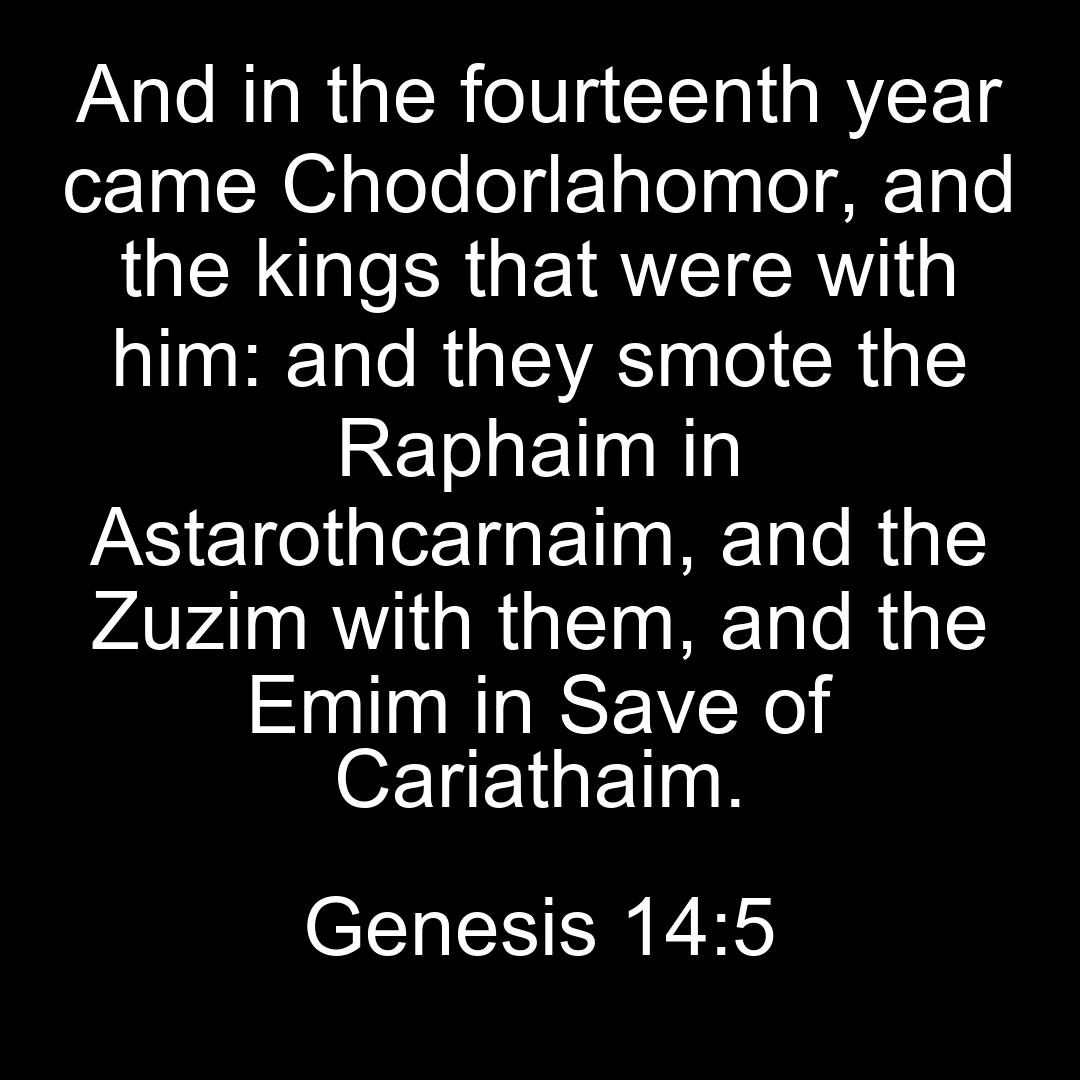 And in the fourteenth year
came Chodorlahomor, and
the kings that were with
him: and they smote the
Raphaim in
Astarothcarnaim, and the
Zuzim with them, and the
Emim in Save of
Cariathaim.
Genesis 14:5